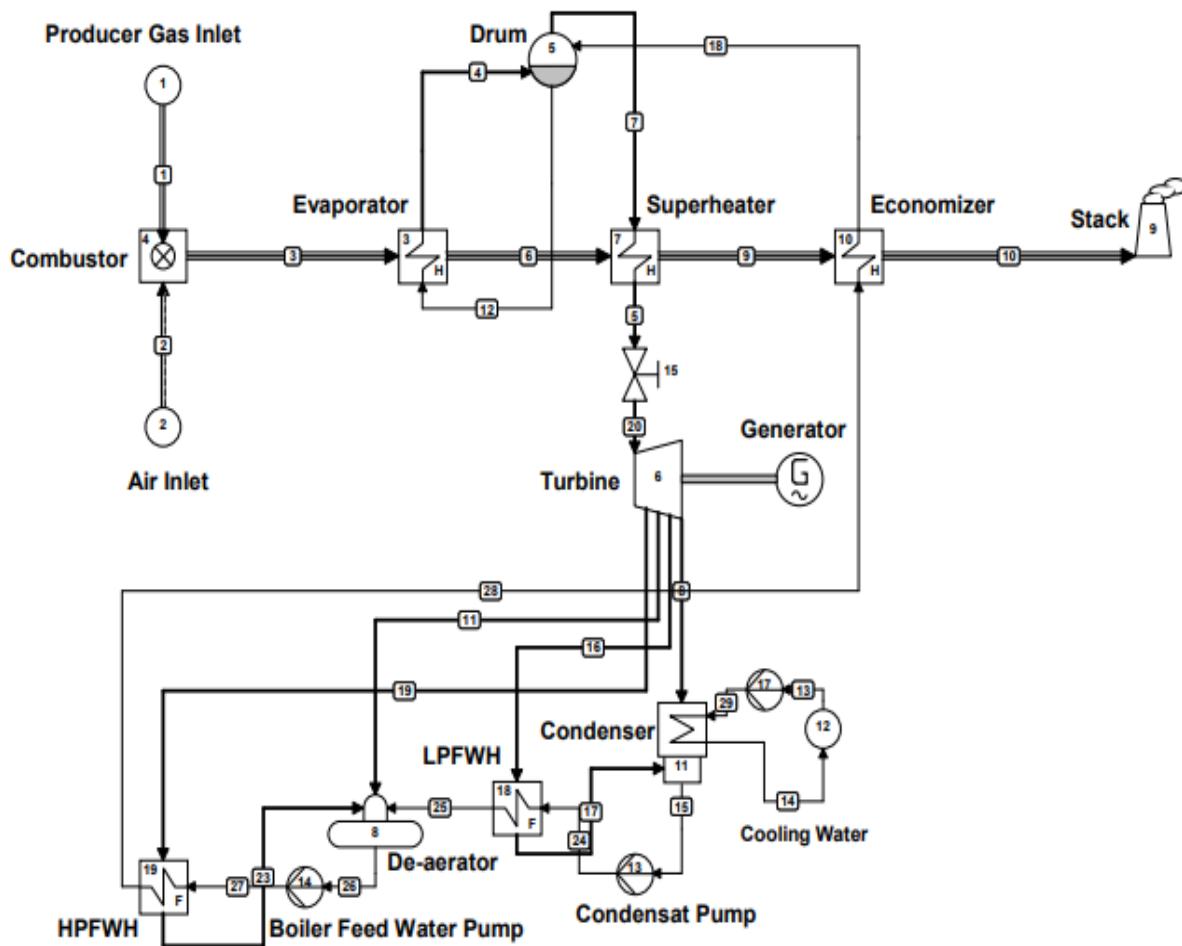 Producer Gas Inlet
Drum
1
5
18
4
7
1
Evaporator
Superheater
Economizer
Stack
Combustor
4
3
3
H
6
7
H
9
10
H
10
9
12
5
2
15
2
20
Generator
Air Inlet
Turbine
6
G
28
8
11
16
19
17
13
29
12
Condenser
LPFWH
11
14
18
F
25
17
15
Cooling Water
8
24
De-aerator
13
19
F
23
27
14
26
Condensat Pump
HPFWH
Boiler Feed Water Pump